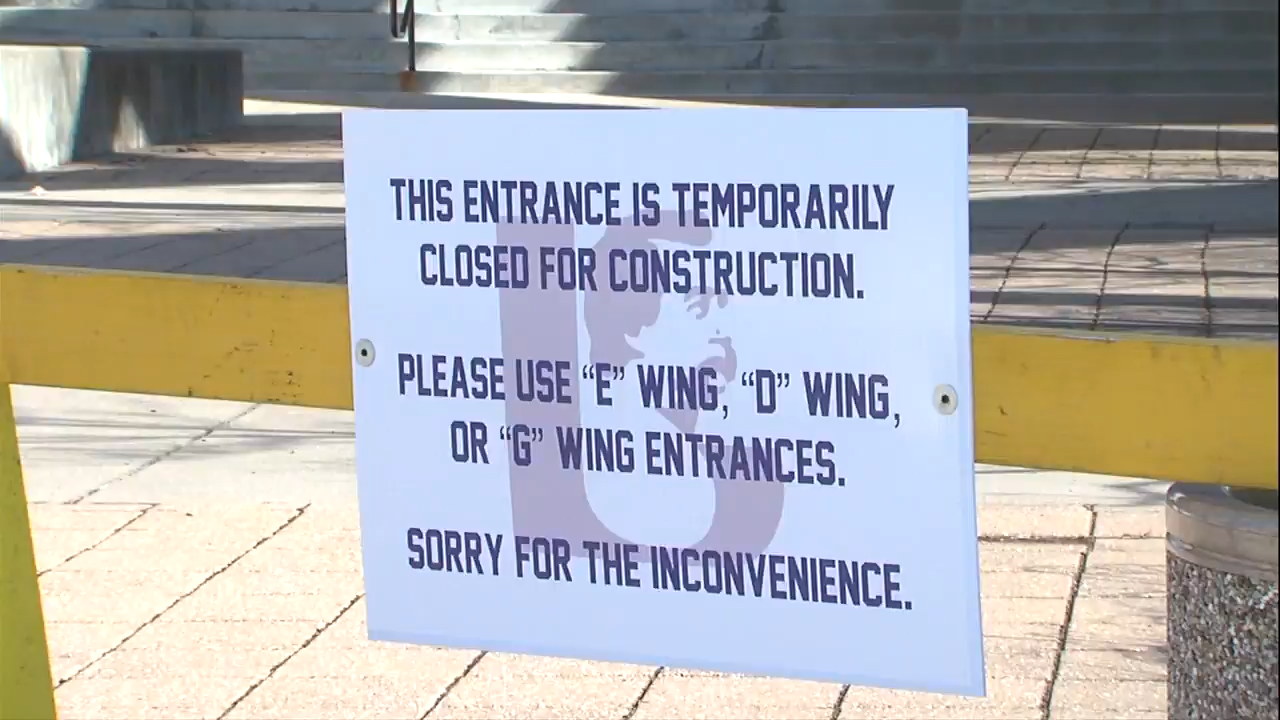 THIS ENTRANCE IS TEMPORARILY
CLOSED FOR CONSTRUCTION.
PLEASE USE “E” WING, “D” WING,
OR “G” WING ENTRANCES.
SORRY FOR THE INCONVENIENCE.